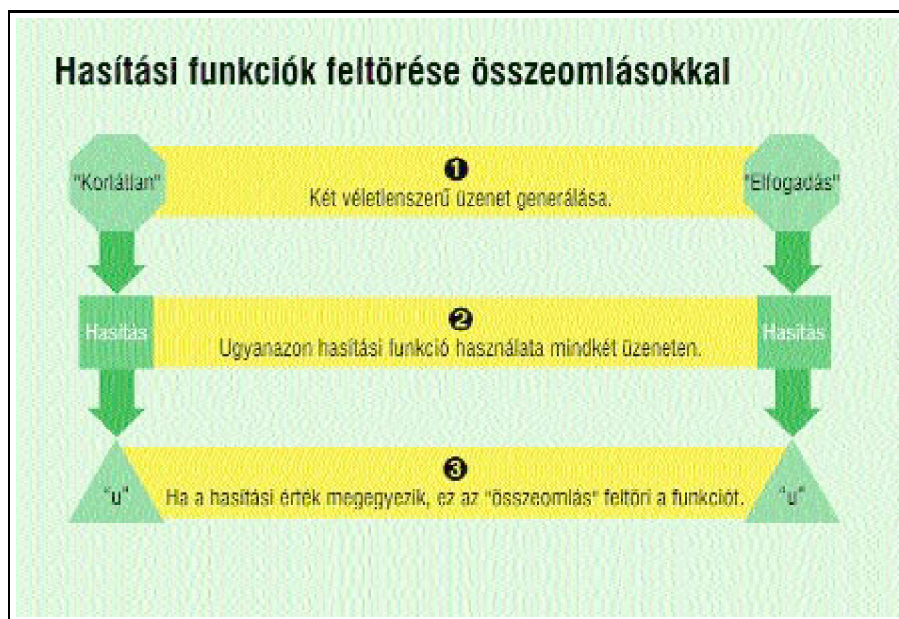 Hasítási funkciók feltörése összeomlásokkal
"Korlátlan"
❶
"Elfogadás"
Két véletlenszerű üzenet generálása.
Hasítás
❷
Hasítás
Ugyanazon hasítási funkció használata mindkét üzeneten.
❸
"u"
Ha a hasítási érték megegyezik, ez az "összeomlás" feltöri a funkciót.
"u"